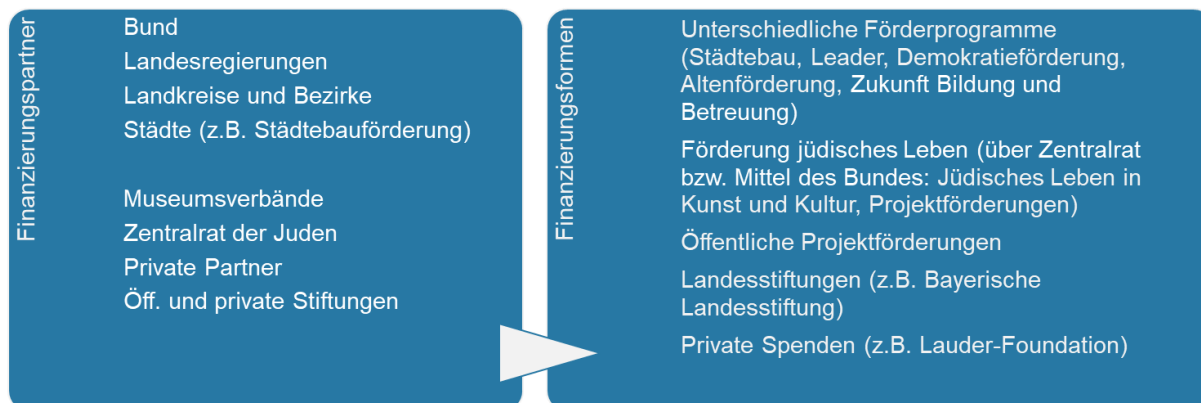 Finanzierungspartner
Bund
Landesregierungen
Landkreise und Bezirke
Städte (z.B. Städtebauförderung)
Museumsverbände
Zentralrat der Juden
Private Partner
Öff. und private Stiftungen
Finanzierungsformen
Unterschiedliche Förderprogramme
(Städtebau, Leader, Demokratieförderung,
Altenförderung, Zukunft Bildung und
Betreuung)
Förderung jüdisches Leben (über Zentralrat
bzw. Mittel des Bundes: Jüdisches Leben in
Kunst und Kultur, Projektförderungen)
Öffentliche Projektförderungen
Landesstiftungen (z.B. Bayerische
Landesstiftung)
Private Spenden (z.B. Lauder-Foundation)